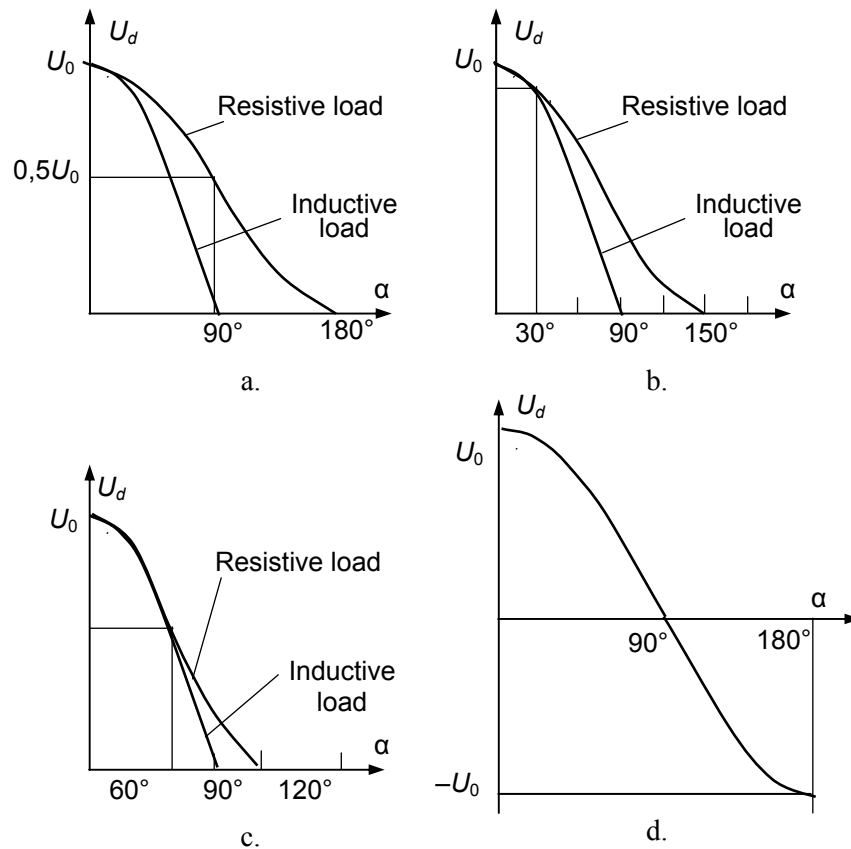 U_d
U_0
Resistive load
0,5U_0
Inductive
load
α
90°
180°
a.
U_d
U_0
Resistive load
Inductive
load
α
30°
90°
150°
b.
U_d
U_0
Resistive load
Inductive
load
α
60°
90°
120°
c.
U_d
U_0
α
90°
180°
–U_0
d.